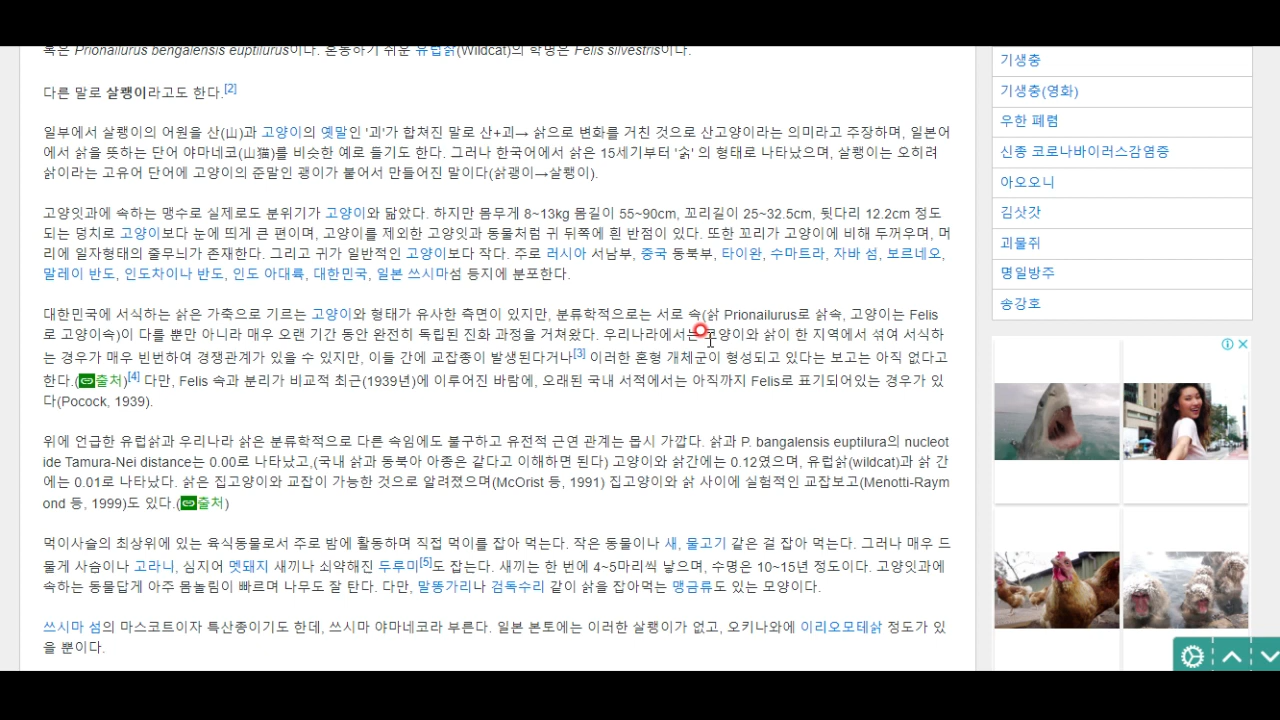 혹은 Prionailurus bengalensis euptilurus이다. 혼동하기 쉬운 유럽삵(Wildcat)의 학명은 Felis silvestris이다.
다른 말로 살쾡이라고도 한다.[2]
일부에서 살쾡이의 어원을 산(山)과 고양이의 옛말인 '괴'가 합쳐진 말로 산+괴→ 삵으로 변화를 거친 것으로 산고양이라는 의미라고 주장하며, 일본어
에서 삵을 뜻하는 단어 야마네코(山猫)를 비슷한 예로 들기도 한다. 그러나 한국어에서 삵은 15세기부터 '슭' 의 형태로 나타났으며, 살쾡이는 오히려
삵이라는 고유어 단어에 고양이의 준말인 괭이가 붙어서 만들어진 말이다(삵괭이→살쾡이).
고양잇과에 속하는 맹수로 실제로도 분위기가 고양이와 닮았다. 하지만 몸무게 8~13kg 몸길이 55~90cm, 꼬리길이 25~32.5cm, 뒷다리 12.2cm 정도
되는 덩치로 고양이보다 눈에 띄게 큰 편이며, 고양이를 제외한 고양잇과 동물처럼 귀 뒤쪽에 흰 반점이 있다. 또한 꼬리가 고양이에 비해 두꺼우며, 머
리에 일자형태의 줄무늬가 존재한다. 그리고 귀가 일반적인 고양이보다 작다. 주로 러시아 서남부, 중국 동북부, 타이완, 수마트라, 자바 섬, 보르네오,
말레이 반도, 인도차이나 반도, 인도 아대륙, 대한민국, 일본 쓰시마섬 등지에 분포한다.
대한민국에 서식하는 삵은 가축으로 기르는 고양이와 형태가 유사한 측면이 있지만, 분류학적으로는 서로 속(삵 Prionailurus로 삵속, 고양이는 Felis
로 고양이속)이 다를 뿐만 아니라 매우 오랜 기간 동안 완전히 독립된 진화 과정을 거쳐왔다. 우리나라에서는 고양이와 삵이 한 지역에서 섞여 서식하
는 경우가 매우 빈번하여 경쟁관계가 있을 수 있지만, 이들 간에 교잡종이 발생된다거나[3] 이러한 혼형 개체군이 형성되고 있다는 보고는 아직 없다고
한다.(출처)[4] 다만, Felis 속과 분리가 비교적 최근(1939년)에 이루어진 바람에, 오래된 국내 서적에서는 아직까지 Felis로 표기되어있는 경우가 있
다(Pocock, 1939).
위에 언급한 유럽삵과 우리나라 삵은 분류학적으로 다른 속임에도 불구하고 유전적 근연 관계는 몹시 가깝다. 삵과 P. bangalensis euptilura의 nucleot
ide Tamura-Nei distance는 0.00로 나타났고,(국내 삵과 동북아 아종은 같다고 이해하면 된다) 고양이와 삵간에는 0.12였으며, 유럽삵(wildcat)과 삵 간
에는 0.01로 나타났다. 삵은 집고양이와 교잡이 가능한 것으로 알려졌으며(McOrist 등, 1991) 집고양이와 삵 사이에 실험적인 교잡보고(Menotti-Raym
ond 등, 1999)도 있다.(출처)
먹이사슬의 최상위에 있는 육식동물로서 주로 밤에 활동하며 직접 먹이를 잡아 먹는다. 작은 동물이나 새, 물고기 같은 걸 잡아 먹는다. 그러나 매우 드
물게 사슴이나 고라니, 심지어 멧돼지 새끼나 쇠약해진 두루미[5]도 잡는다. 새끼는 한 번에 4~5마리씩 낳으며, 수명은 10~15년 정도이다. 고양잇과에
속하는 동물답게 아주 몸놀림이 빠르며 나무도 잘 탄다. 다만, 말똥가리나 검독수리 같이 삵을 잡아먹는 맹금류도 있는 모양이다.
쓰시마 섬의 마스코트이자 특산종이기도 한데, 쓰시마 야마네코라 부른다. 일본 본토에는 이러한 살쾡이가 없고, 오키나와에 이리오모테삵 정도가 있
을 뿐이다.
기생충
기생충(영화)
우한 폐렴
신종 코로나바이러스감염증
아오오니
김삿갓
괴물쥐
명일방주
송강호